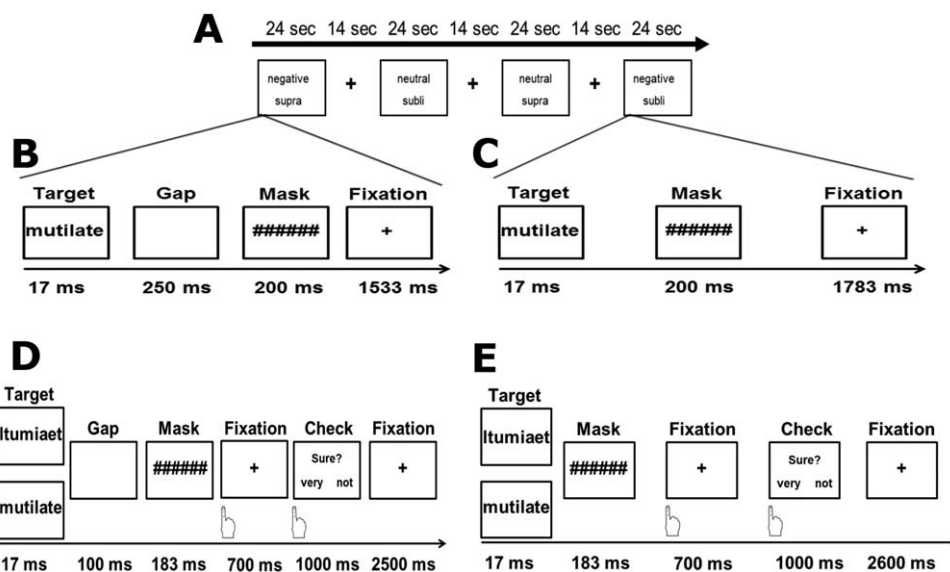 A
24 sec 14 sec 24 sec 14 sec 24 sec 14 sec 24 sec
negative supra + neutral subli + neutral supra + negative subli
B
Target Gap Mask Fixation
mutilate ###### +
17 ms 250 ms 200 ms 1533 ms
C
Target Mask Fixation
mutilate ###### +
17 ms 200 ms 1783 ms
D
Target
ltumiaet
Gap Mask Fixation Check Fixation
###### + Sure? +
very not
mutilate
17 ms 100 ms 183 ms 700 ms 1000 ms 2500 ms
E
Target
ltumiaet
Mask Fixation Check Fixation
###### + Sure? +
very not
mutilate
17 ms 183 ms 700 ms 1000 ms 2600 ms